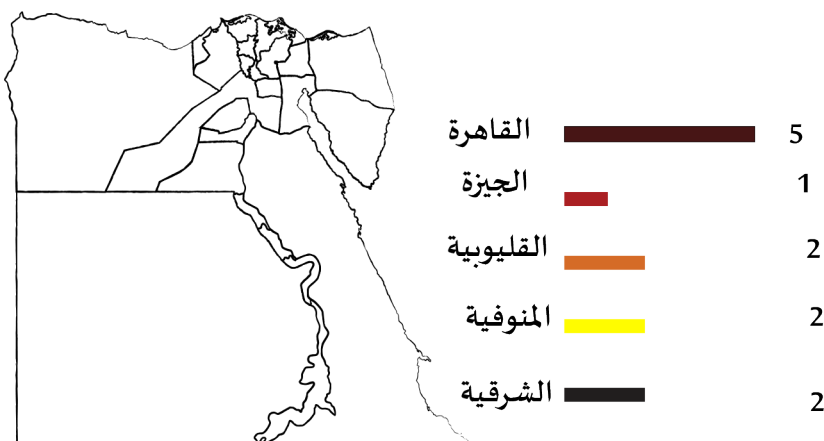 القاهرة 5
الجيزة 1
القليوبية 2
المنوفية 2
الشرقية 2